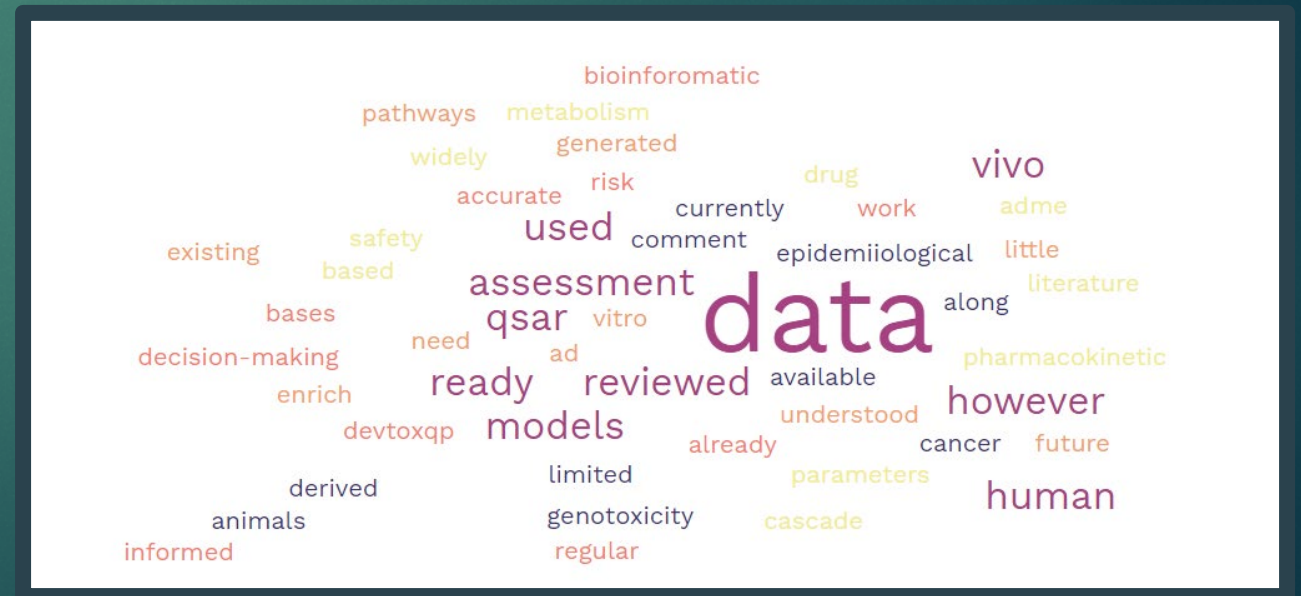 bioinforomatic
pathways metabolism
generated
widely
vivo
drug
risk
accurate
currently work adme
used comment
safety
existing epidemiiological little
based
assessment literature
data along
bases qsar vitro
need
decision-making ad pharmacokinetic
ready reviewed available
enrich however
understood
devtoxqp models
already cancer future
limited parameters
derived human
animals genotoxicity cascade
informed regular